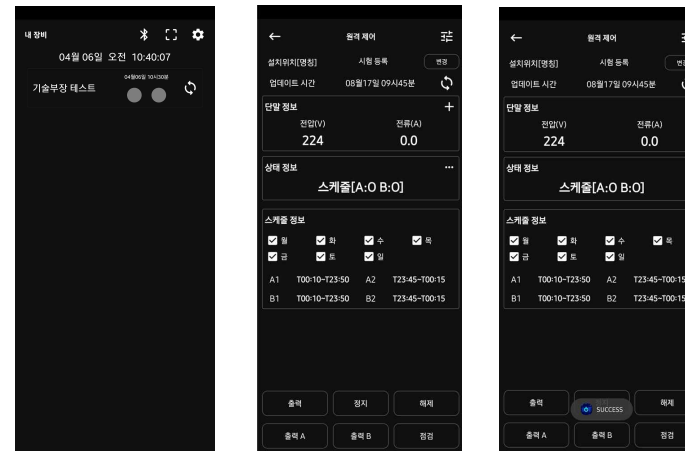 내 장비
04월 06일 오전 10:40:07
04월06일 10시30분
기술부장 테스트
원격 제어
설치위치[명칭] 시험 등록 변경
업데이트 시간 08월17일 09시45분
단말 정보
전압(V) 전류(A)
224 0.0
상태 정보
스케줄[A:O B:O]
스케줄 정보
월 화 수 목
금 토 일
A1 T00:10~T23:50 A2 T23:45~T00:15
B1 T00:10~T23:50 B2 T23:45~T00:15
출력 정지 해제
출력 A 출력 B 점검
원격 제어
설치위치[명칭] 시험 등록
업데이트 시간 08월17일 09시45분
단말 정보
전압(V) 전류(A)
224 0.0
상태 정보
스케줄[A:O B:O]
스케줄 정보
월 화 수 목
금 토 일
A1 T00:10~T23:50 A2 T23:45~T00:15
B1 T00:10~T23:50 B2 T23:45~T00:15
출력 해제
SUCCESS
출력 A 출력 B 점검